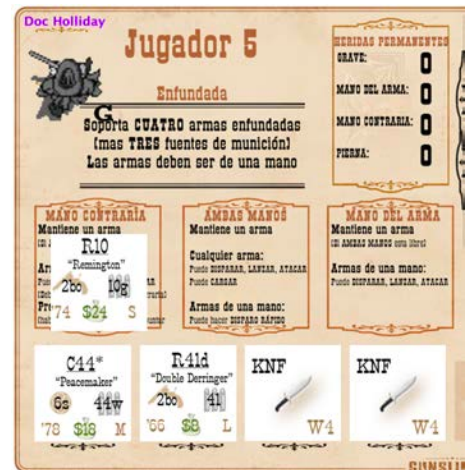 Doc Holliday
Jugador 5
HERIDAS PERMANENTES
GRAVE: 0
MANO DEL ARMA: 0
MANO CONTRARIA: 0
PIERNA: 0
Enfundada
G
Soporta CUATRO armas enfundadas
(mas TRES fuentes de munición)
Las armas deben ser de una mano
MANO CONTRARIA
Mantiene un arma
R10
"Remington"
2bo 10g
'74 $24 S
AMBAS MANOS
Mantiene un arma
Cualquier arma:
Puede DISPARAR, LANZAR, ATACAR
Puede CARGAR
Armas de una mano:
Puede hacer DISPARO RÁPIDO
MANO DEL ARMA
Mantiene un arma
(Si AMBAS MANOS esta libre)
Armas de una mano:
Puede DISPARAR, LANZAR, ATACAR
C44*
"Peacemaker"
6s 44w
'78 $18 M
R41d
"Double Derringer"
2bo 41
'66 $8 L
KNF
W4
KNF
W4